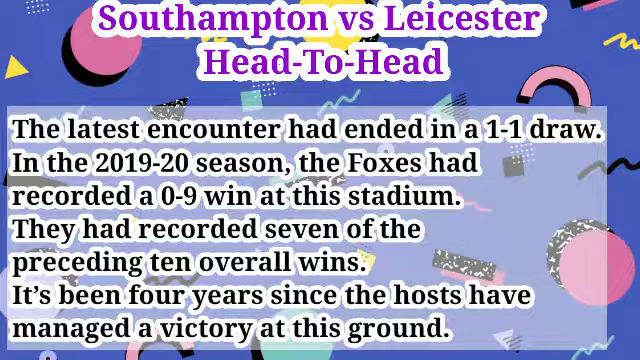 Southampton vs Leicester
Head-To-Head
The latest encounter had ended in a 1-1 draw.
In the 2019-20 season, the Foxes had
recorded a 0-9 win at this stadium.
They had recorded seven of the
preceding ten overall wins.
It’s been four years since the hosts have
managed a victory at this ground.